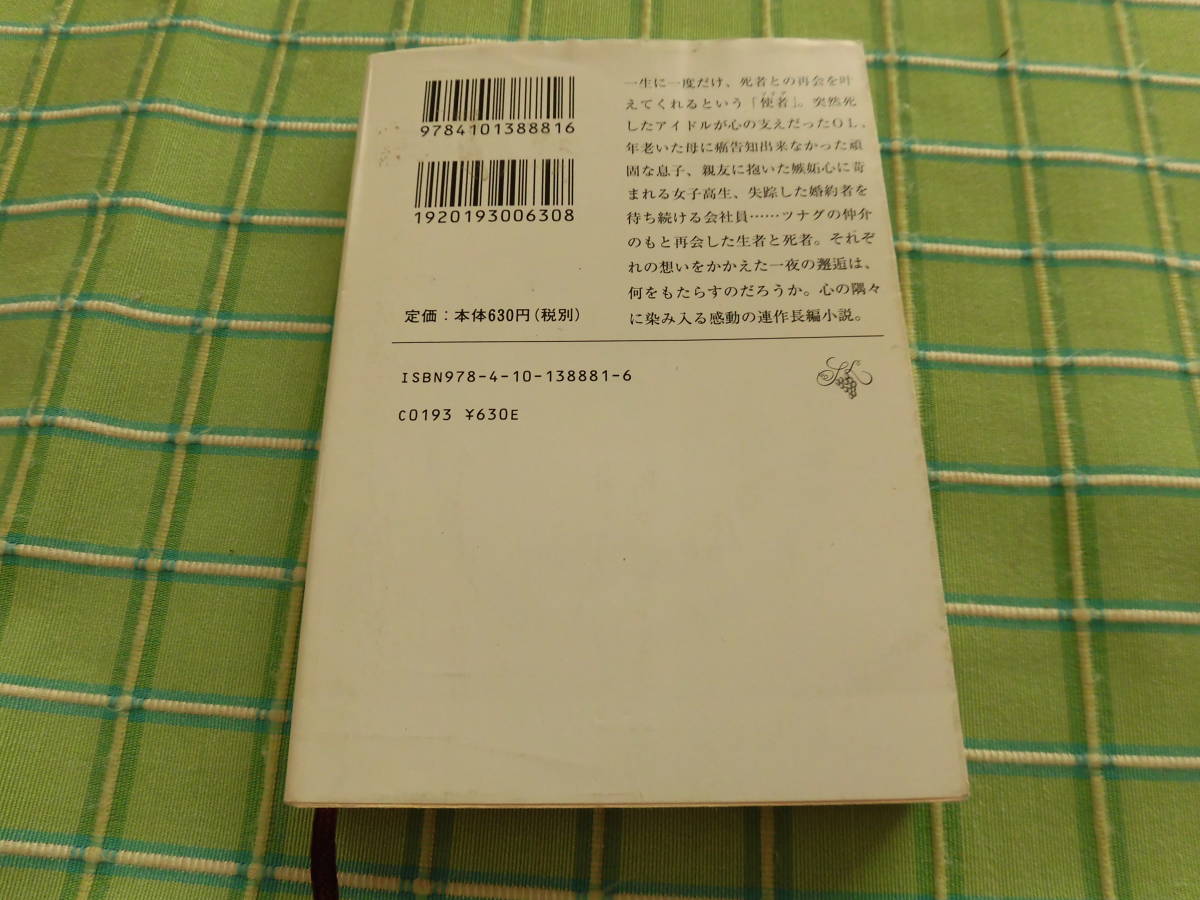 9784101388816
1920193006308
定価：本体630円（税別）
一生に一度だけ、死者との再会を叶
えてくれるという「使者」。突然死
したアイドルが心の支えだったOL、
年老いた母に癌告知出来なかった頑
固な息子、親友に抱いた嫉妬心に苛
まれる女子高生、失踪した婚約者を
待ち続ける会社員……ツナグの仲介
のもと再会した生者と死者。それぞ
れの想いをかかえた一夜の邂逅は、
何をもたらすのだろうか。心の隅々
に染み入る感動の連作長編小説。
ISBN978-4-10-138881-6
C0193 ¥630E